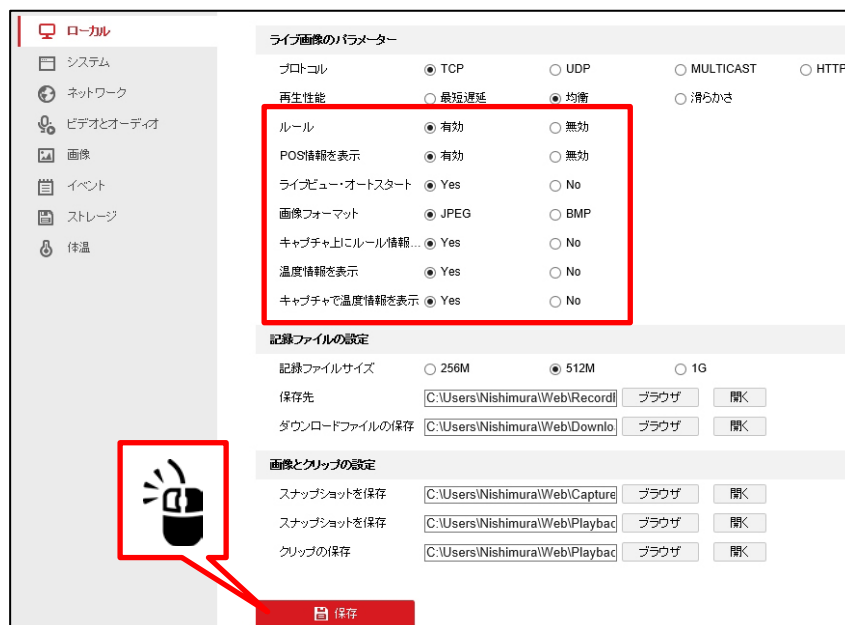 ローカル
システム
ネットワーク
ビデオとオーディオ
画像
イベント
ストレージ
体温
ライブ画像のパラメーター
プロトコル TCP UDP MULTICAST HTTP
再生性能 最短遅延 均衡 滑らかさ
ルール 有効 無効
POS情報を表示 有効 無効
ライブビュー・オートスタート Yes No
画像フォーマット JPEG BMP
キャプチャ上にルール情報... Yes No
温度情報を表示 Yes No
キャプチャで温度情報を表示 Yes No
記録ファイルの設定
記録ファイルサイズ 256M 512M 1G
保存先 C:\Users\Nishimura\Web\Recordf ブラウザ 開く
ダウンロードファイルの保存 C:\Users\Nishimura\Web\Downlo ブラウザ 開く
画像とクリップの設定
スナップショットを保存 C:\Users\Nishimura\Web\Capture ブラウザ 開く
スナップショットを保存 C:\Users\Nishimura\Web\Playbac ブラウザ 開く
クリップの保存 C:\Users\Nishimura\Web\Playbac ブラウザ 開く
保存